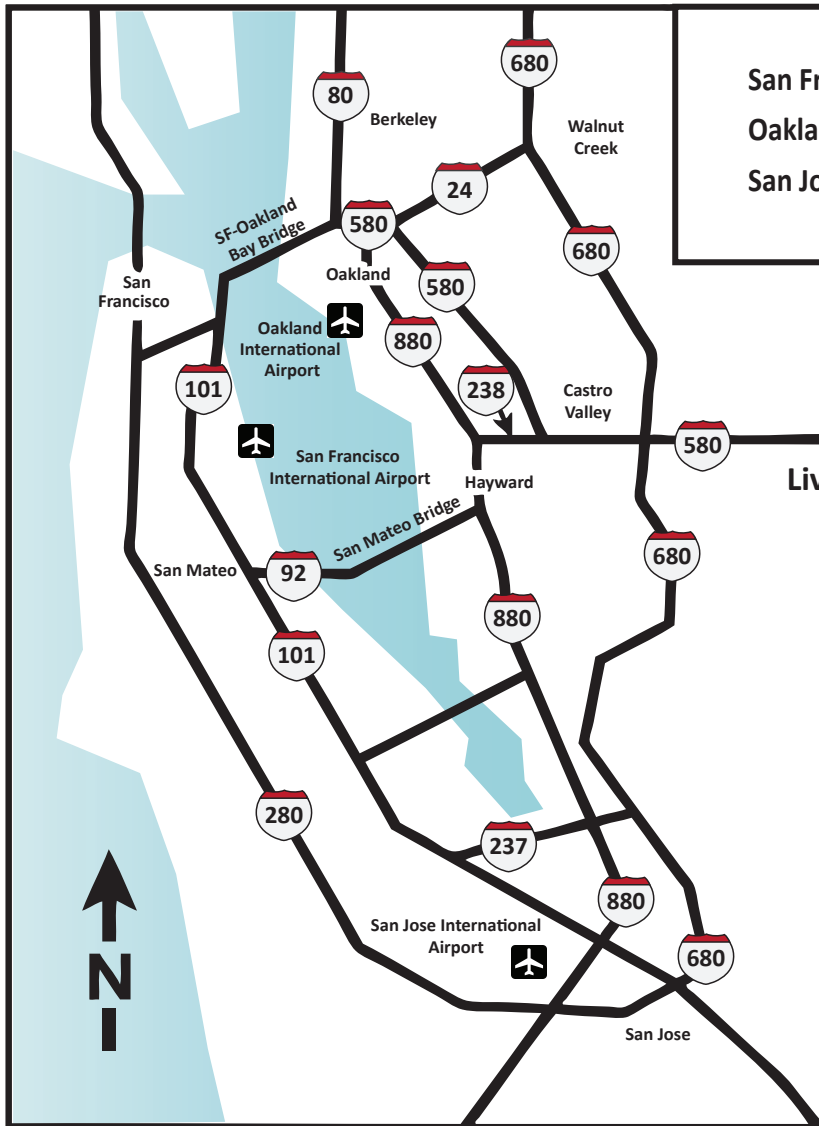 680
80
San Fr
Berkeley
Walnut
Creek
Oakla
24
San Jo
SF-Oakland
Bay Bridge
580
680
San
Francisco
Oakland
580
Oakland
International
Airport
880
101
238
Castro
Valley
San Francisco
International Airport
580
Hayward
Liv
San Mateo Bridge
San Mateo
92
680
880
101
280
237
880
San Jose International
Airport
680
N
San Jose